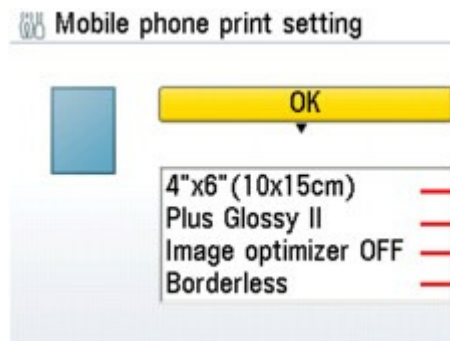 Mobile phone print setting
OK
4"x6"(10x15cm)
Plus Glossy II
Image optimizer OFF
Borderless